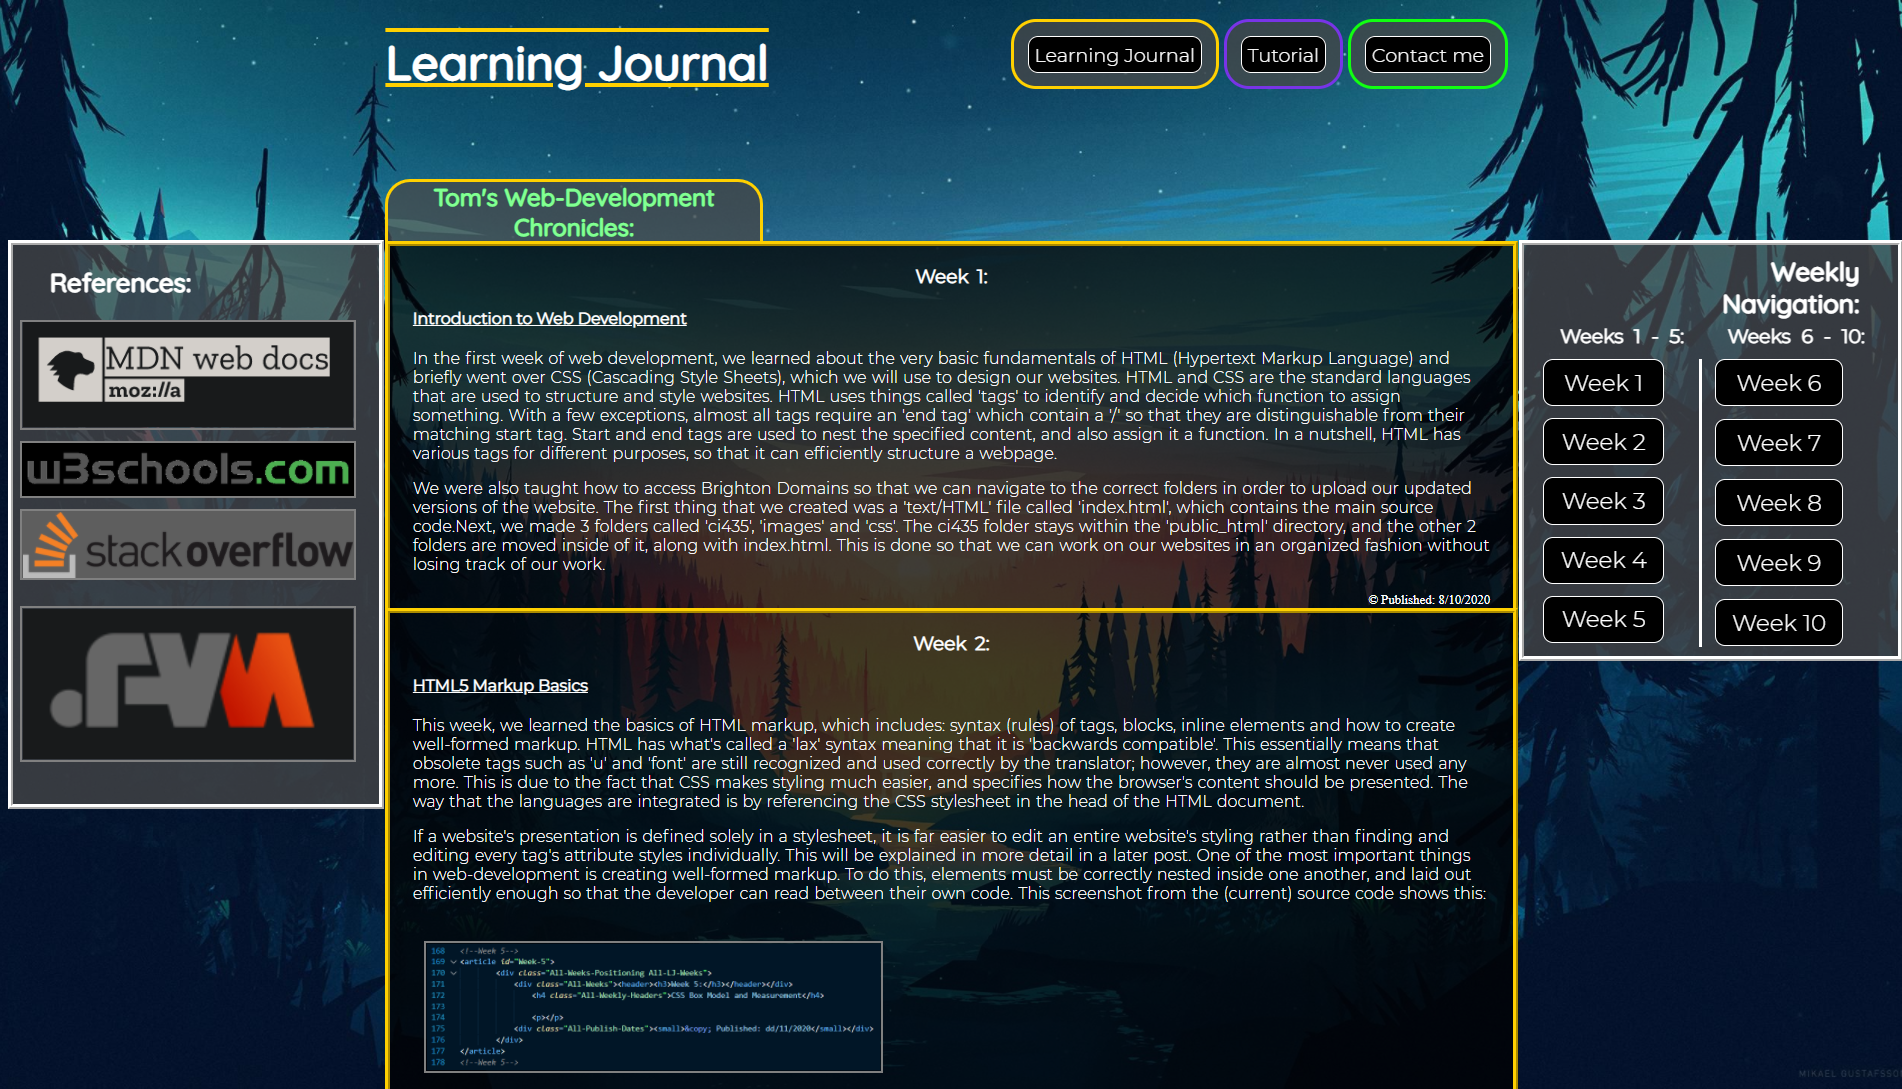 Learning Journal
Learning Journal
Tutorial
Contact me
Tom's Web-Development
Chronicles:
References:
MDN web docs
moz://a
w3schools.com
stackoverflow
Week 1:
Introduction to Web Development
In the first week of web development, we learned about the very basic fundamentals of HTML (Hypertext Markup Language) and
briefly went over CSS (Cascading Style Sheets), which we will use to design our websites. HTML and CSS are the standard languages
that are used to structure and style websites. HTML uses things called 'tags' to identify and decide which function to assign
something. With a few exceptions, almost all tags require an 'end tag' which contain a '/' so that they are distinguishable from their
matching start tag. Start and end tags are used to nest the specified content, and also assign it a function. In a nutshell, HTML has
various tags for different purposes, so that it can efficiently structure a webpage.
We were also taught how to access Brighton Domains so that we can navigate to the correct folders in order to upload our updated
versions of the website. The first thing that we created was a 'text/HTML' file called 'index.html', which contains the main source
code.Next, we made 3 folders called 'ci435', 'images' and 'css'. The ci435 folder stays within the 'public_html' directory, and the other 2
folders are moved inside of it, along with index.html. This is done so that we can work on our websites in an organized fashion without
losing track of our work.
© Published: 8/10/2020
Week 2:
HTML5 Markup Basics
This week, we learned the basics of HTML markup, which includes: syntax (rules) of tags, blocks, inline elements and how to create
well-formed markup. HTML has what's called a 'lax' syntax meaning that it is 'backwards compatible'. This essentially means that
obsolete tags such as 'u' and 'font' are still recognized and used correctly by the translator; however, they are almost never used any
more. This is due to the fact that CSS makes styling much easier, and specifies how the browser's content should be presented. The
way that the languages are integrated is by referencing the CSS stylesheet in the head of the HTML document.
If a website's presentation is defined solely in a stylesheet, it is far easier to edit an entire website's styling rather than finding and
editing every tag's attribute styles individually. This will be explained in more detail in a later post. One of the most important things
in web-development is creating well-formed markup. To do this, elements must be correctly nested inside one another, and laid out
efficiently enough so that the developer can read between their own code. This screenshot from the (current) source code shows this:
168 <!--Week 5-->
169 <article id="Week-5">
170 <div class="All-Weeks-Positioning All-LJ-Weeks">
171 <div class="All-Weeks"><header><h3>Week 5:</h3></header></div>
172 <h4 class="All-Weekly-Headers">CSS Box Model and Measurement</h4>
173
174 <p></p>
175 <div class="All-Publish-Dates"><small>&copy; Published: dd/11/2020</small></div>
176 </div>
177 </article>
178 <!--Week 5-->
Weekly
Navigation:
Weeks 1 - 5:
Weeks 6 - 10:
Week 1
Week 6
Week 2
Week 7
Week 3
Week 8
Week 4
Week 9
Week 5
Week 10